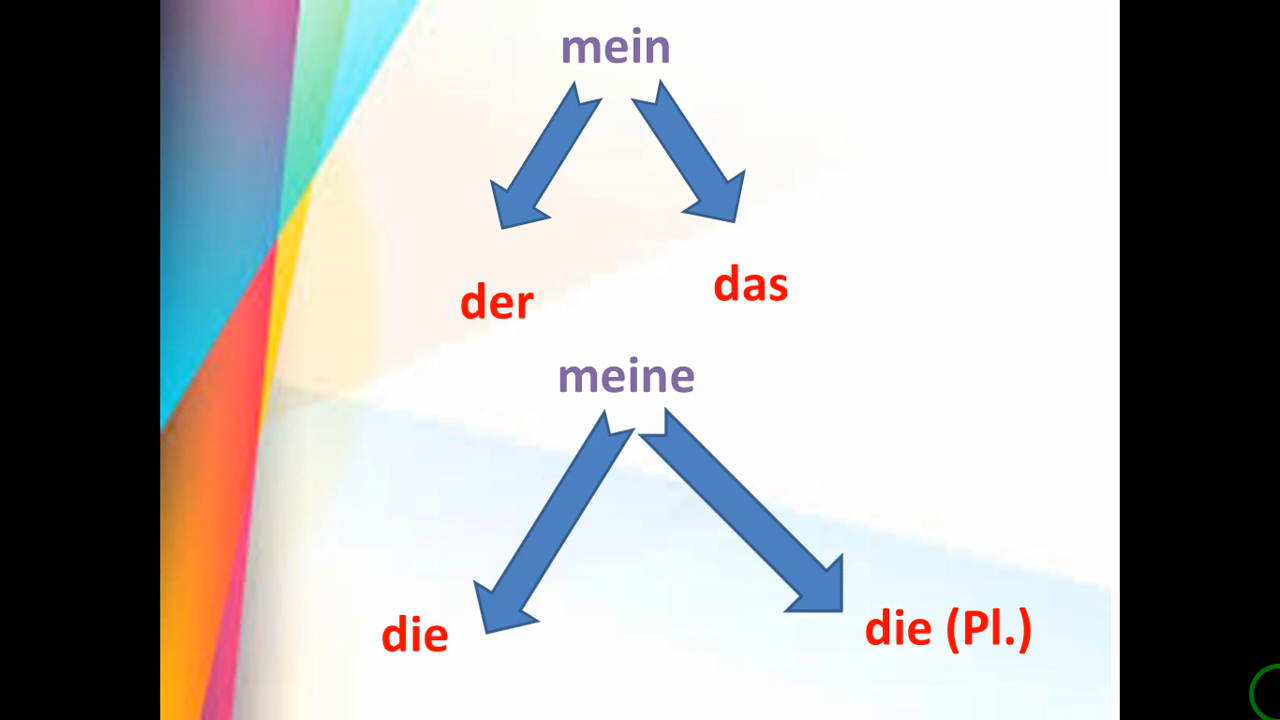 mein
der
das
meine
die
die (Pl.)